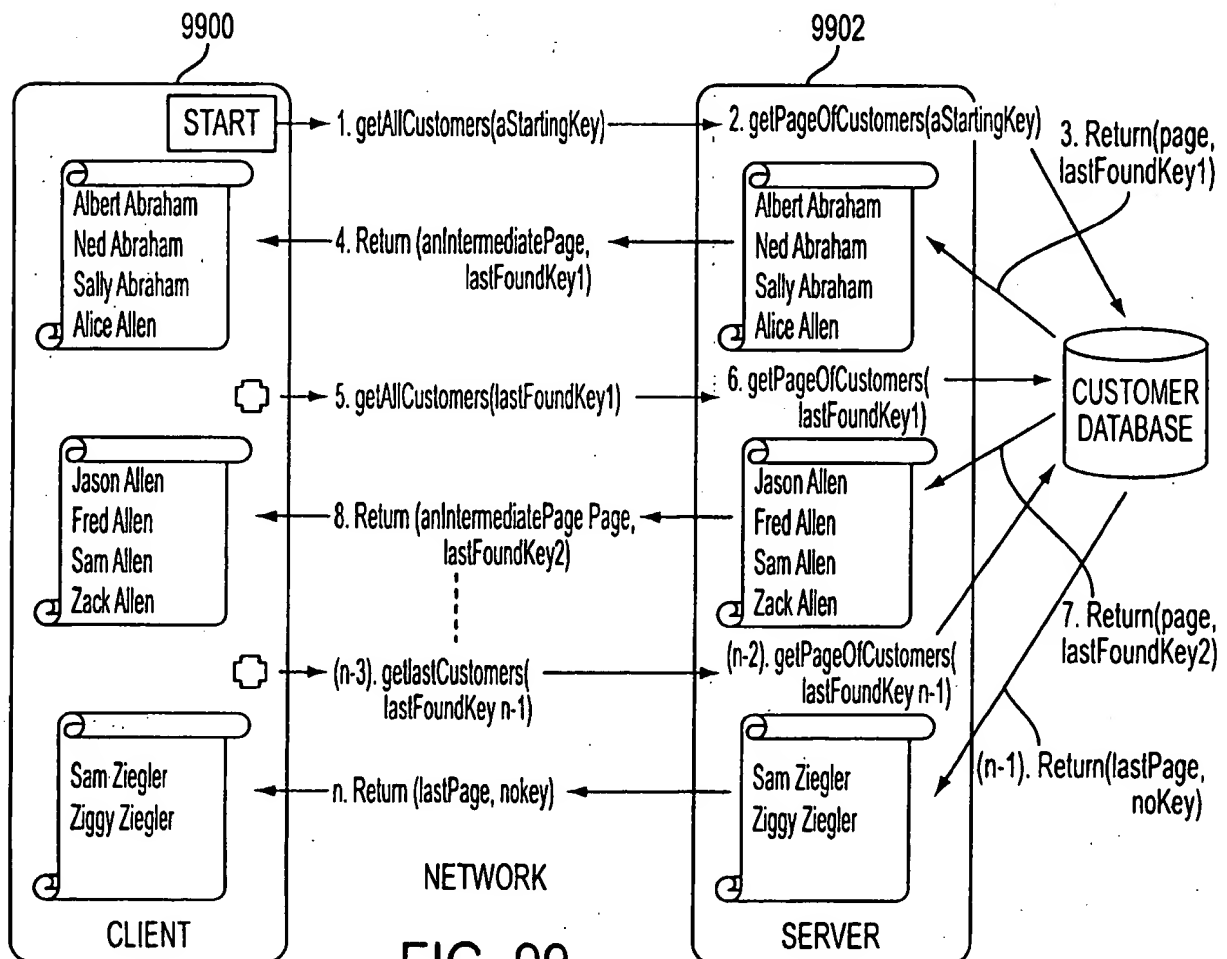 9900
9902
START
1. getAllCustomers(aStartingKey)
2. getPageOfCustomers(aStartingKey)
3. Return(page,
lastFoundKey1)
Albert Abraham
Ned Abraham
Sally Abraham
Alice Allen
4. Return (anIntermediatePage,
lastFoundKey1)
Albert Abraham
Ned Abraham
Sally Abraham
Alice Allen
CUSTOMER
DATABASE
5. getAllCustomers(lastFoundKey1)
6. getPageOfCustomers(
lastFoundKey1)
Jason Allen
Fred Allen
Sam Allen
Zack Allen
8. Return (anIntermediatePage Page,
lastFoundKey2)
Jason Allen
Fred Allen
Sam Allen
Zack Allen
7. Return(page,
lastFoundKey2)
(n-3). getlastCustomers(
lastFoundKey n-1)
(n-2). getPageOfCustomers(
lastFoundKey n-1)
(n-1). Return(lastPage,
noKey)
Sam Ziegler
Ziggy Ziegler
n. Return (lastPage, nokey)
Sam Ziegler
Ziggy Ziegler
NETWORK
CLIENT
SERVER